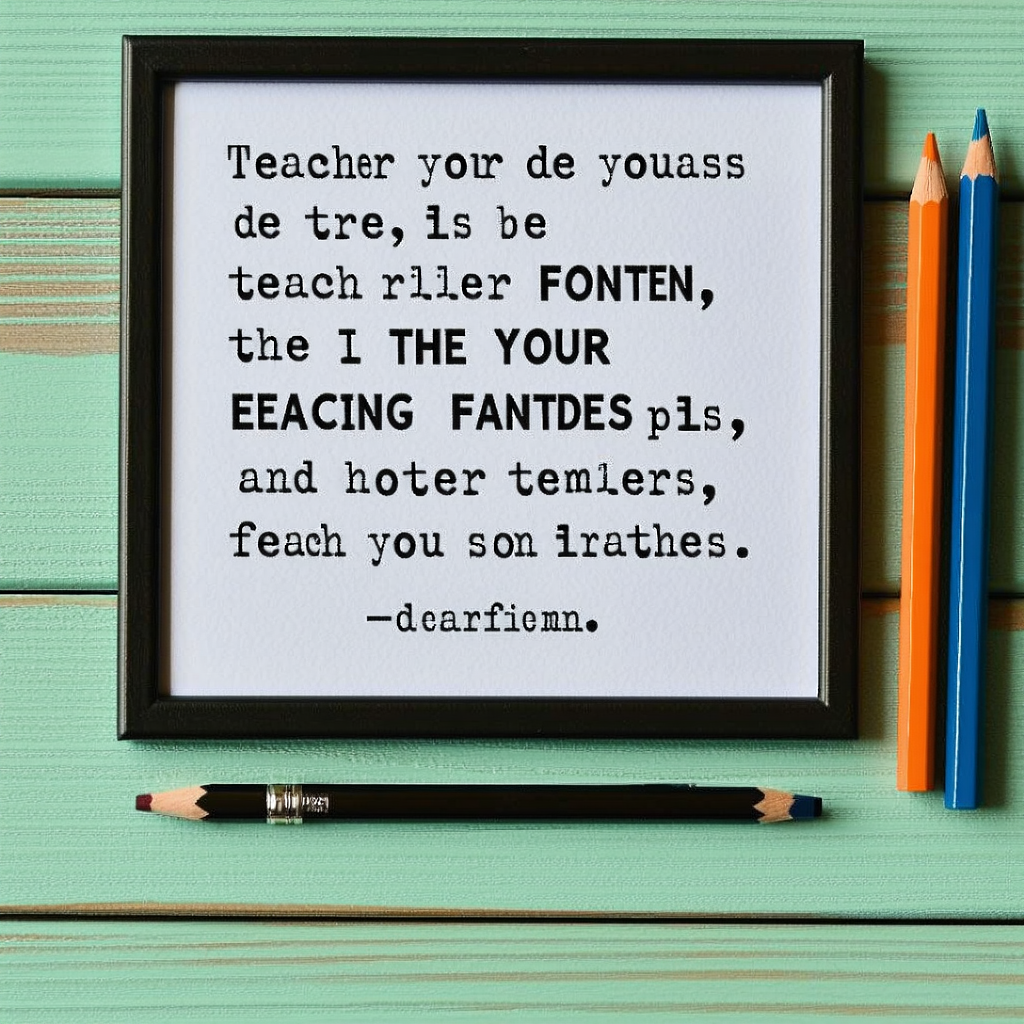 Teacher your de youass
de tre, is be
teach rller FONTEN,
the I THE YOUR
EEACING FANTDES pls,
and hoter temlers,
feach you son irathes.
—dearfiemn.